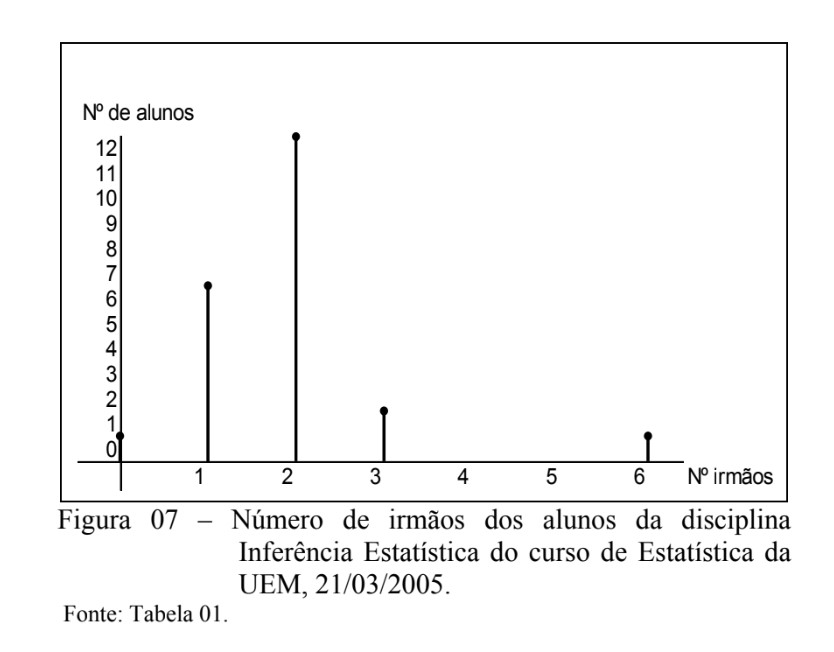 Nº de alunos
12
11
10
9
8
7
6
5
4
3
2
1
0
1 2 3 4 5 6 Nº irmãos
Figura 07 – Número de irmãos dos alunos da disciplina
Inferência Estatística do curso de Estatística da
UEM, 21/03/2005.
Fonte: Tabela 01.